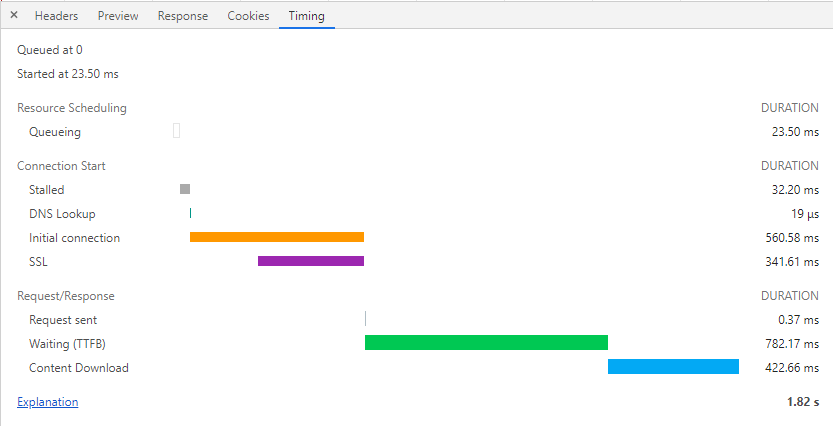 × Headers Preview Response Cookies Timing
Queued at 0
Started at 23.50 ms
Resource Scheduling DURATION
Queueing 23.50 ms
Connection Start DURATION
Stalled 32.20 ms
DNS Lookup 19 μs
Initial connection 560.58 ms
SSL 341.61 ms
Request/Response DURATION
Request sent 0.37 ms
Waiting (TTFB) 782.17 ms
Content Download 422.66 ms
Explanation 1.82 s